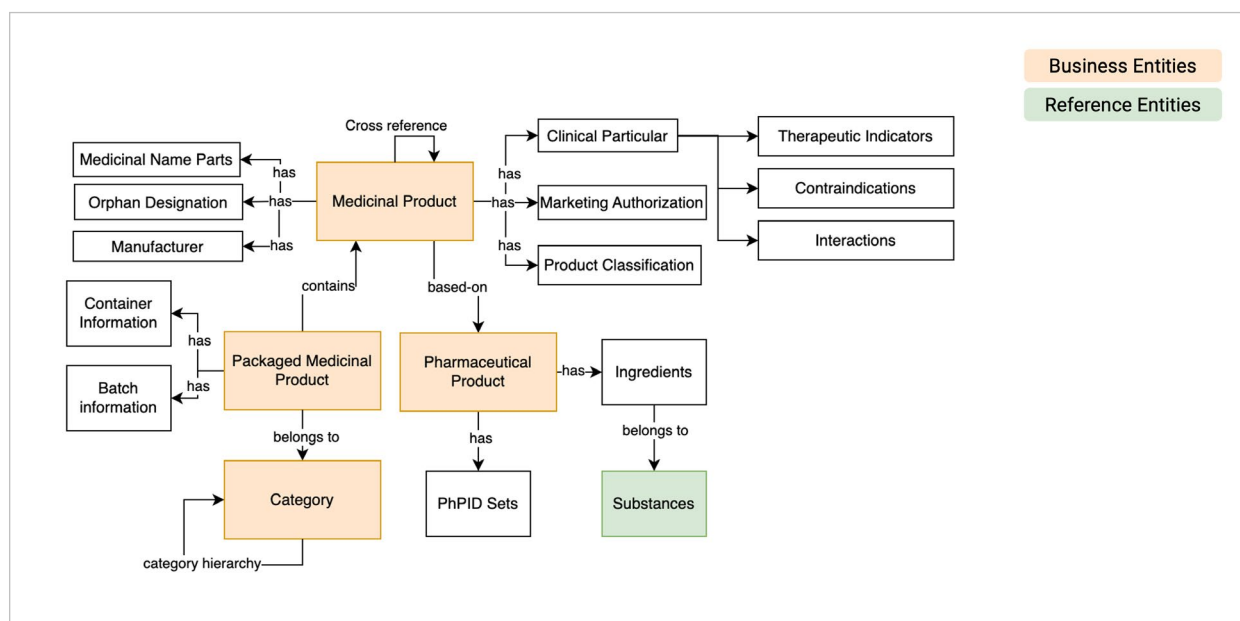 Business Entities
Reference Entities
Cross reference
Medicinal Name Parts
has
Orphan Designation
has
Manufacturer
has
Medicinal Product
has
Clinical Particular
has
Marketing Authorization
has
Product Classification
Therapeutic Indicators
Contraindications
Interactions
contains
based-on
Container
Information
has
Batch
information
has
Packaged Medicinal
Product
Pharmaceutical
Product
has
Ingredients
belongs to
has
belongs to
Category
PhPID Sets
Substances
category hierarchy